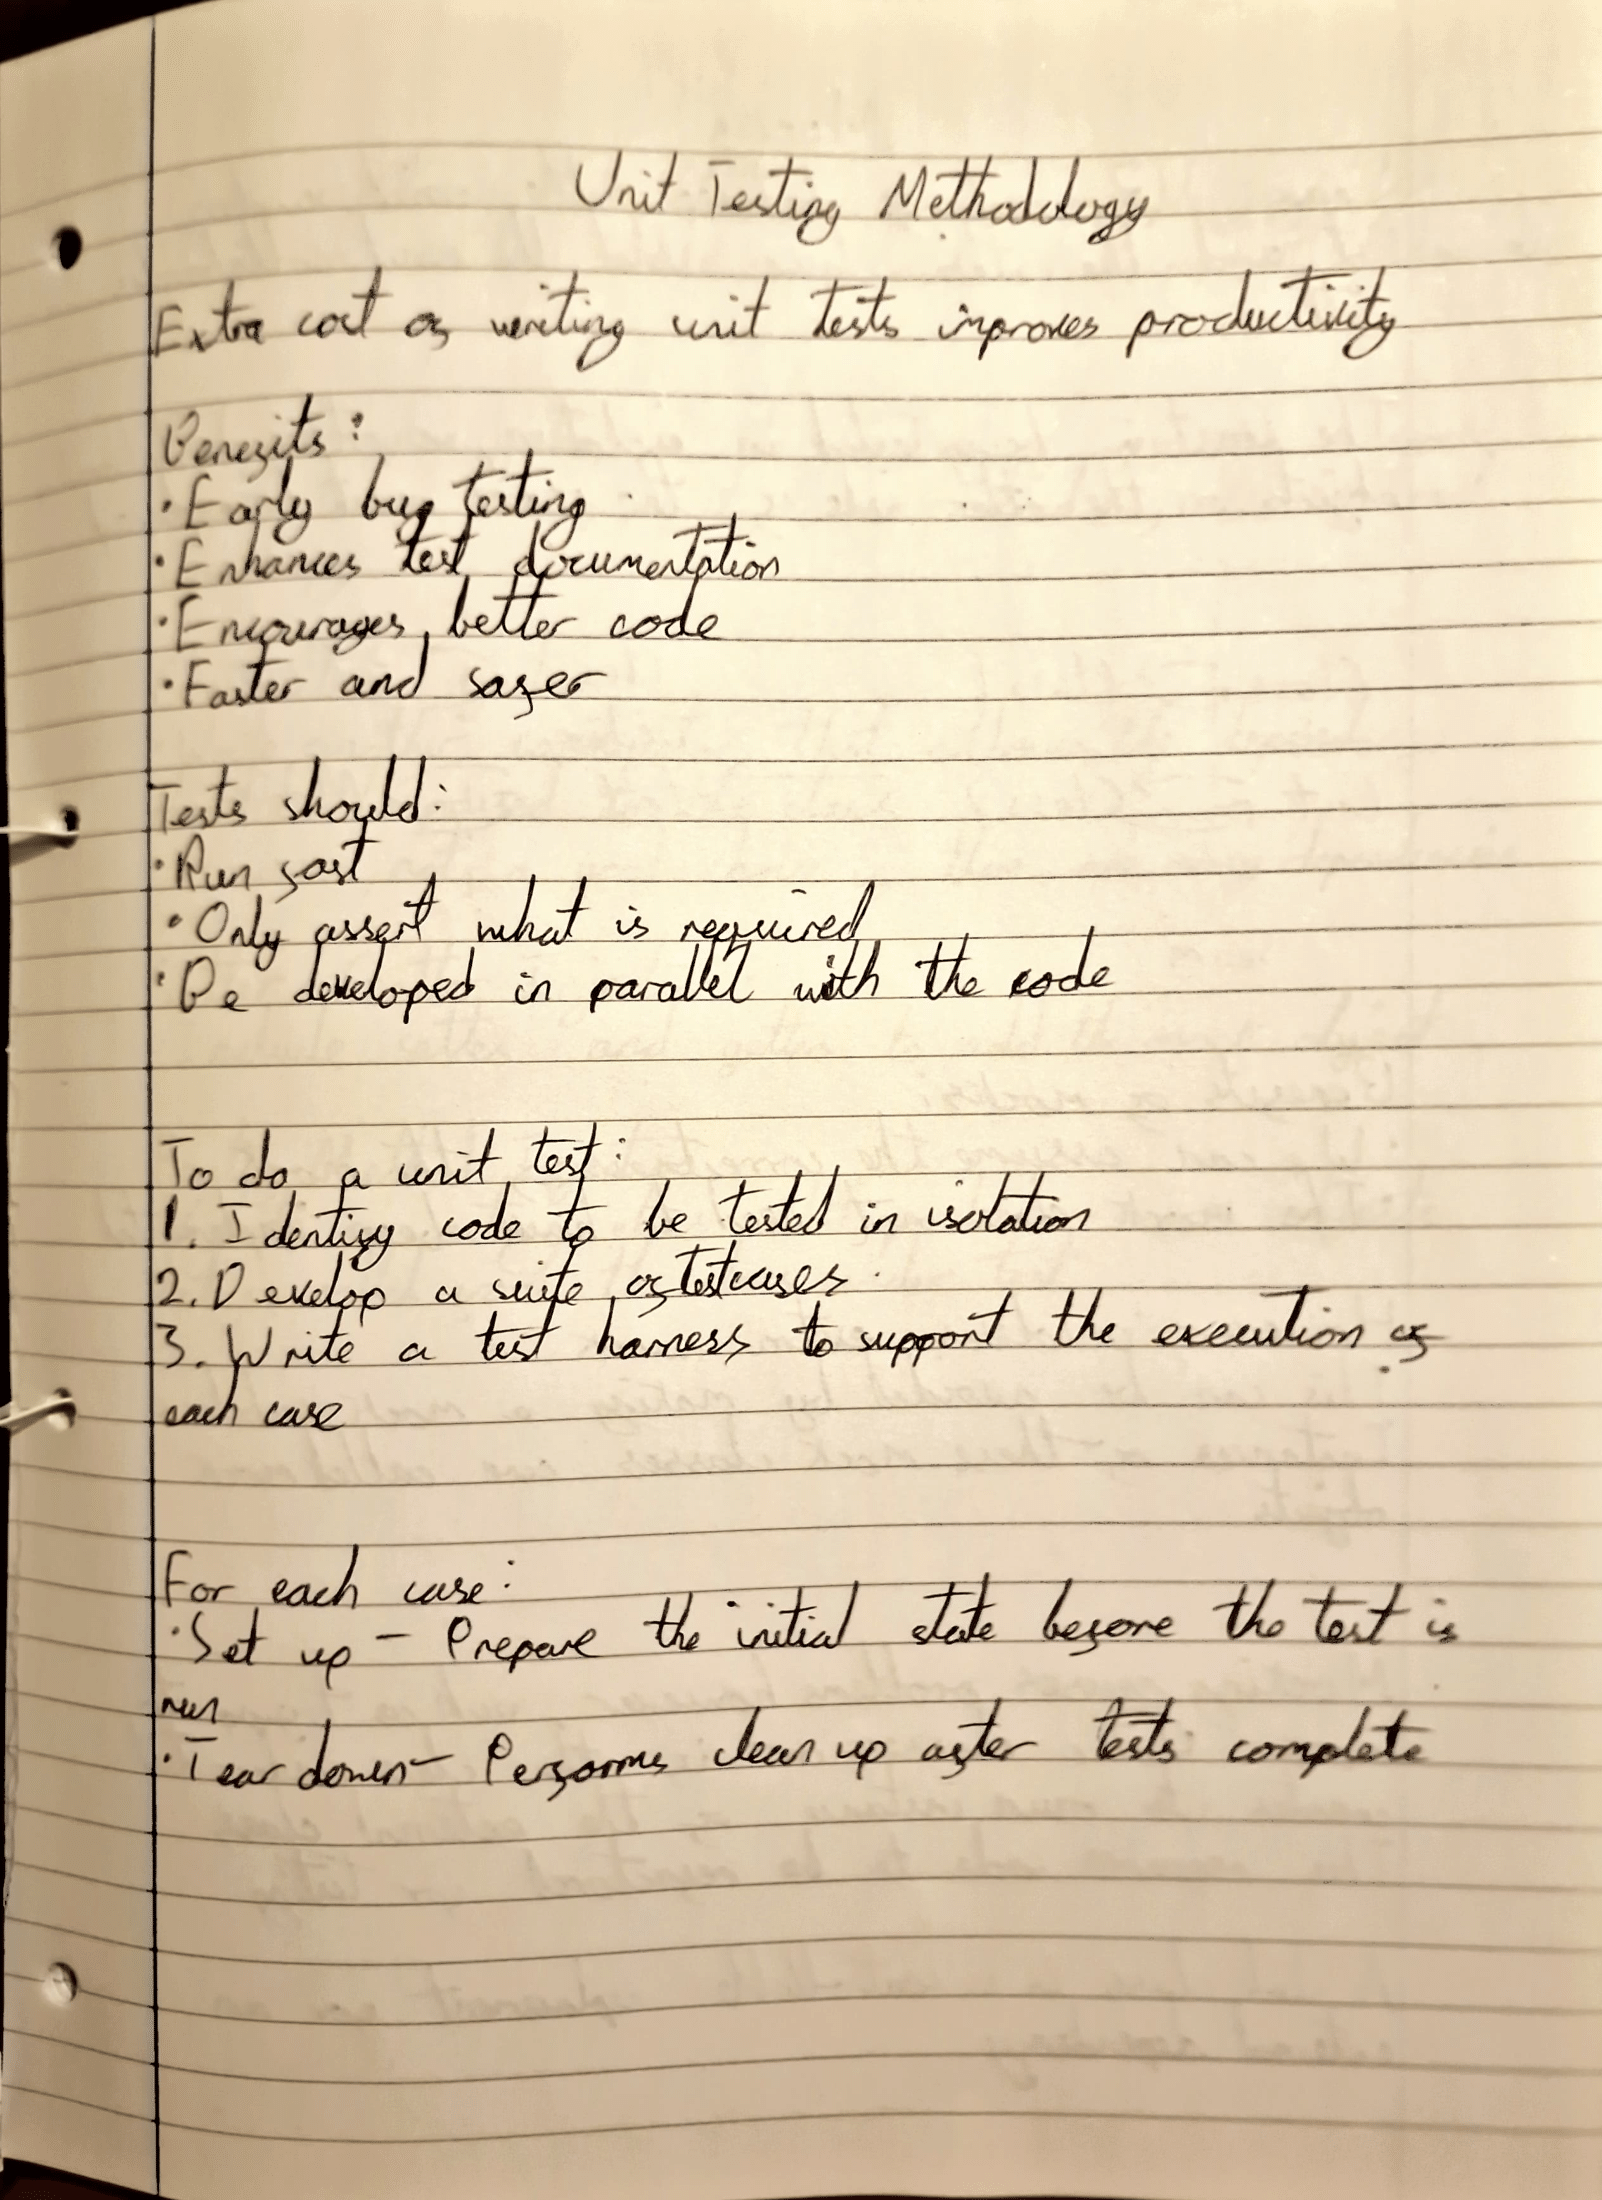 Unit Testing Methodology
Extra cost of writing unit tests improves productivity
Benefits:
• Early bug testing
• Enhances test documentation
• Encourages better code
• Faster and safer
Tests should:
• Run fast
• Only assert what is required
• Be developed in parallel with the code
To do a unit test:
1. Identify code to be tested in isolation
2. Develop a suite of testcases.
3. Write a test harness to support the execution of
each case
For each case:
• Set up - Prepare the initial state before the test is
run
• Tear down - Performs clean up after tests complete